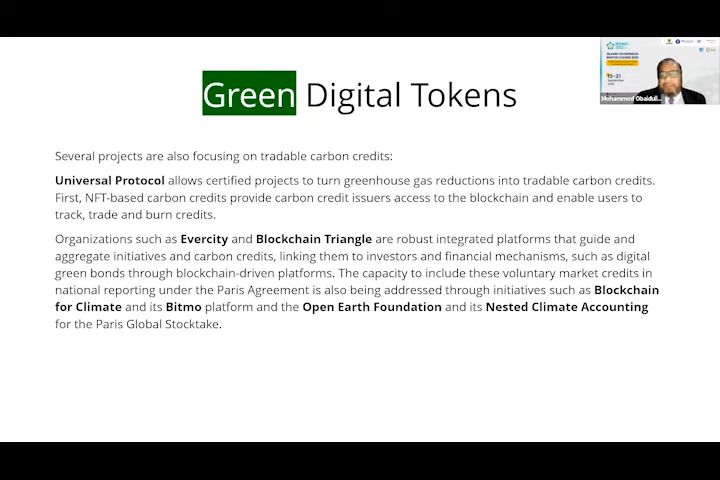 Green Digital Tokens
Several projects are also focusing on tradable carbon credits:
Universal Protocol allows certified projects to turn greenhouse gas reductions into tradable carbon credits.
First, NFT-based carbon credits provide carbon credit issuers access to the blockchain and enable users to
track, trade and burn credits.
Organizations such as Evercity and Blockchain Triangle are robust integrated platforms that guide and
aggregate initiatives and carbon credits, linking them to investors and financial mechanisms, such as digital
green bonds through blockchain-driven platforms. The capacity to include these voluntary market credits in
national reporting under the Paris Agreement is also being addressed through initiatives such as Blockchain
for Climate and its Bitmo platform and the Open Earth Foundation and its Nested Climate Accounting
for the Paris Global Stocktake.
Mohammed Obaidull...